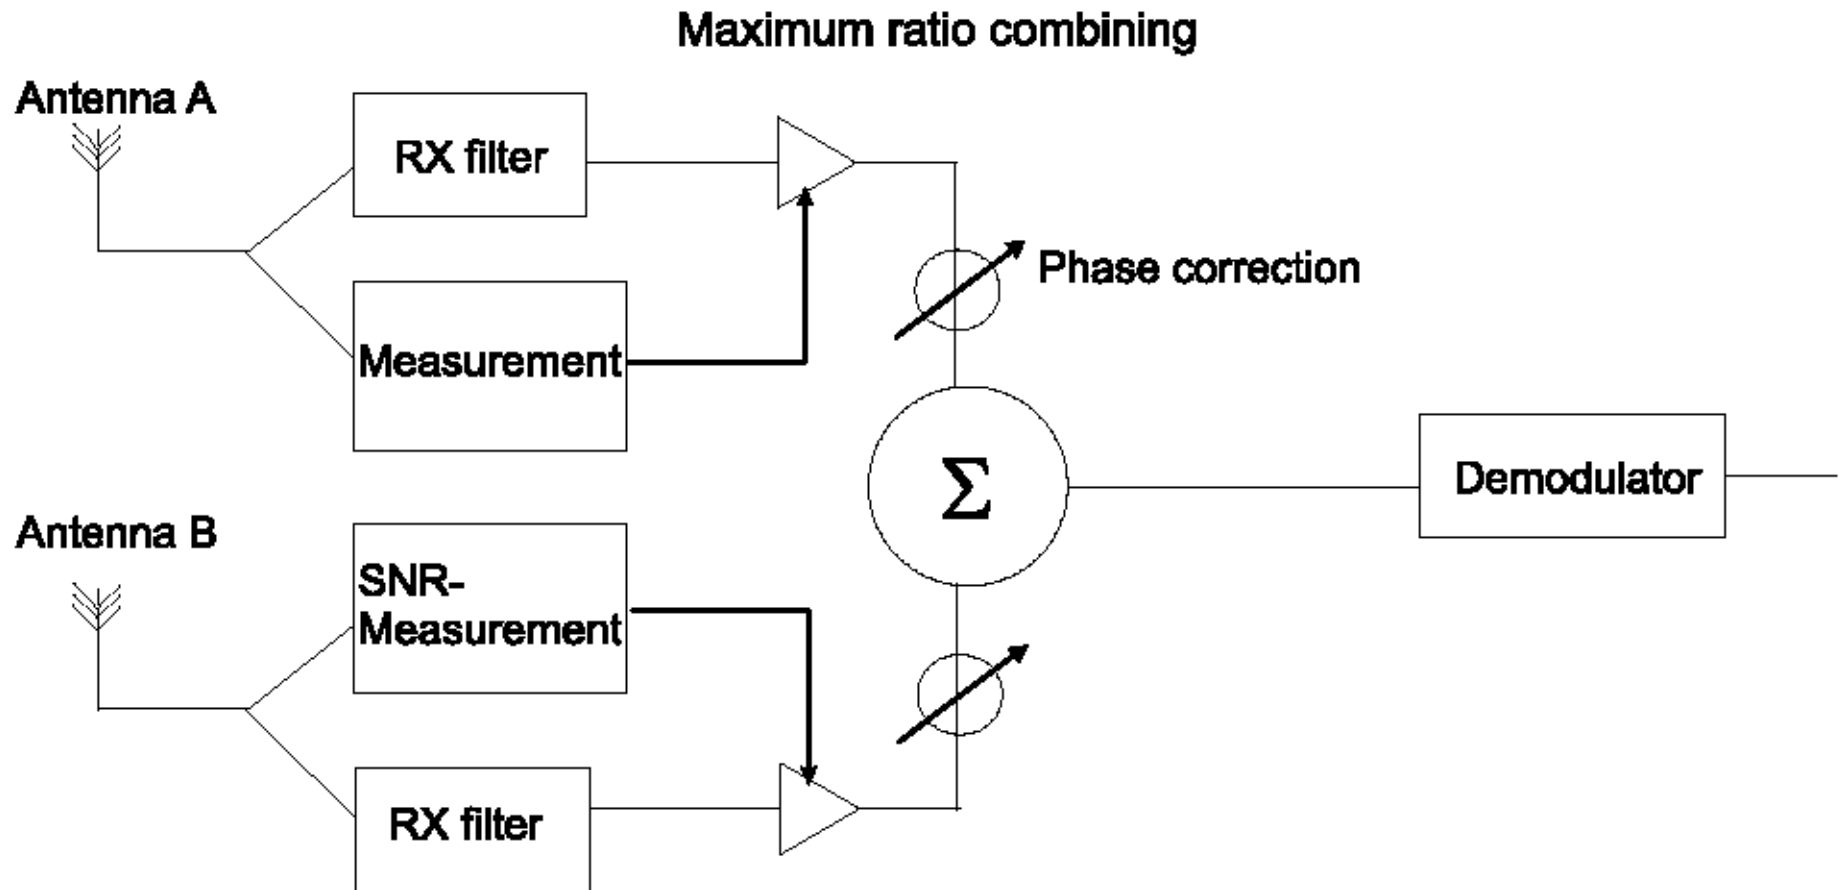 Maximum ratio combining
Antenna A
RX filter
Phase correction
Measurement
Σ
Demodulator
Antenna B
SNR-
Measurement
RX filter